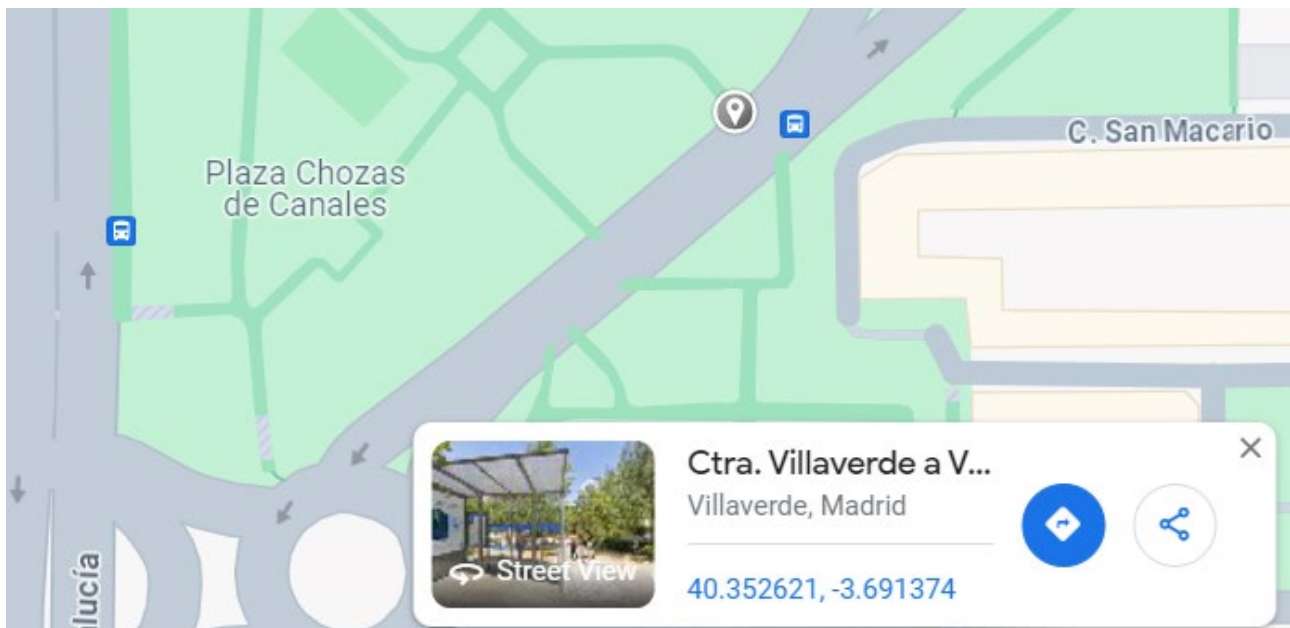 C. San Macario
Plaza Chozas
de Canales
Ctra. Villaverde a V...
Villaverde, Madrid
Street View
40.352621, -3.691374
lucía